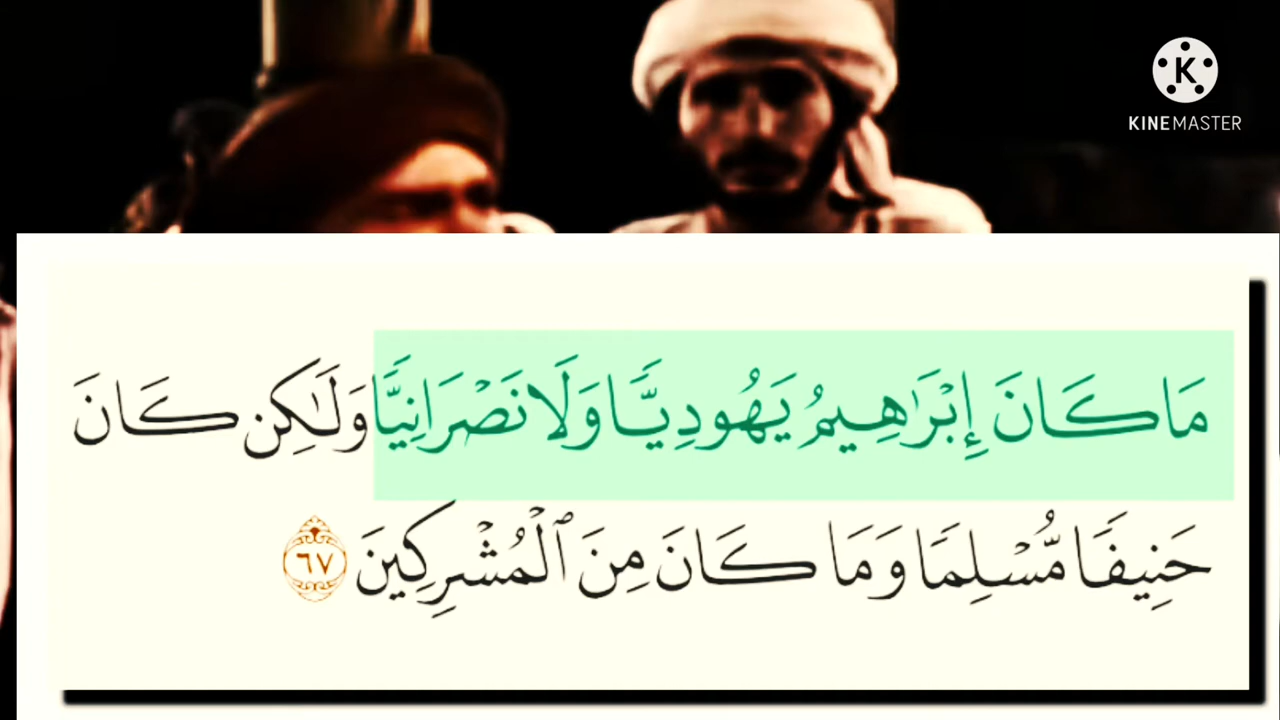 KINEMASTER
مَا كَانَ إِبْرَٰهِيمُ يَهُودِيًّا وَلَا نَصْرَانِيًّا وَلَٰكِن كَانَ
حَنِيفًا مُّسْلِمًا وَمَا كَانَ مِنَ ٱلْمُشْرِكِينَ ٦٧